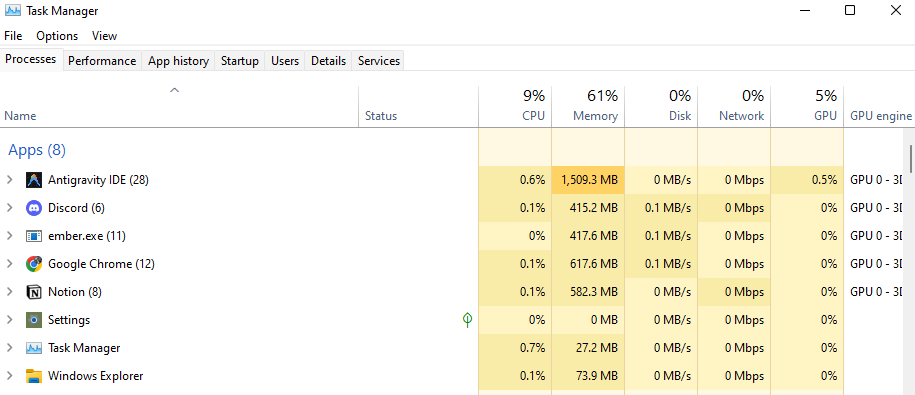 Task Manager
File Options View
Processes Performance App history Startup Users Details Services
9% 61% 0% 0% 5%
Name Status CPU Memory Disk Network GPU GPU engine
Apps (8)
Antigravity IDE (28) 0.6% 1,509.3 MB 0 MB/s 0 Mbps 0.5% GPU 0 - 3D
Discord (6) 0.1% 415.2 MB 0.1 MB/s 0 Mbps 0% GPU 0 - 3D
ember.exe (11) 0% 417.6 MB 0.1 MB/s 0 Mbps 0% GPU 0 - 3D
Google Chrome (12) 0.1% 617.6 MB 0.1 MB/s 0 Mbps 0% GPU 0 - 3D
Notion (8) 0.1% 582.3 MB 0 MB/s 0 Mbps 0% GPU 0 - 3D
Settings 0% 0 MB 0 MB/s 0 Mbps 0%
Task Manager 0.7% 27.2 MB 0 MB/s 0 Mbps 0%
Windows Explorer 0.1% 73.9 MB 0 MB/s 0 Mbps 0%